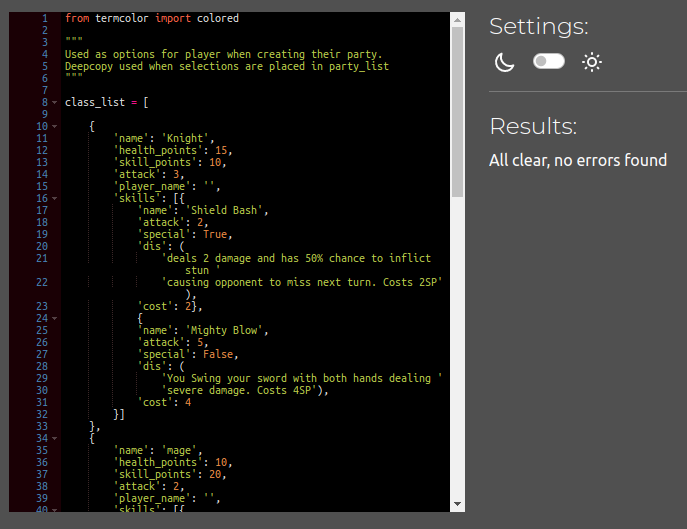 1 from termcolor import colored
2
3 """
4 Used as options for player when creating their party.
5 Deepcopy used when selections are placed in party_list
6 """
7
8 class_list = [
9
10 {
11 'name': 'Knight',
12 'health_points': 15,
13 'skill_points': 10,
14 'attack': 3,
15 'player_name': '',
16 'skills': [{
17 'name': 'Shield Bash',
18 'attack': 2,
19 'special': True,
20 'dis': (
21 'deals 2 damage and has 50% chance to inflict
stun '
22 'causing opponent to miss next turn. Costs 2SP'
),
23 'cost': 2},
24 {
25 'name': 'Mighty Blow',
26 'attack': 5,
27 'special': False,
28 'dis': (
29 'You Swing your sword with both hands dealing '
30 'severe damage. Costs 4SP'),
31 'cost': 4
32 }]
33 },
34 {
35 'name': 'mage',
36 'health_points': 10,
37 'skill_points': 20,
38 'attack': 2,
39 'player_name': '',
40 'skills': [{
Settings:
Results:
All clear, no errors found